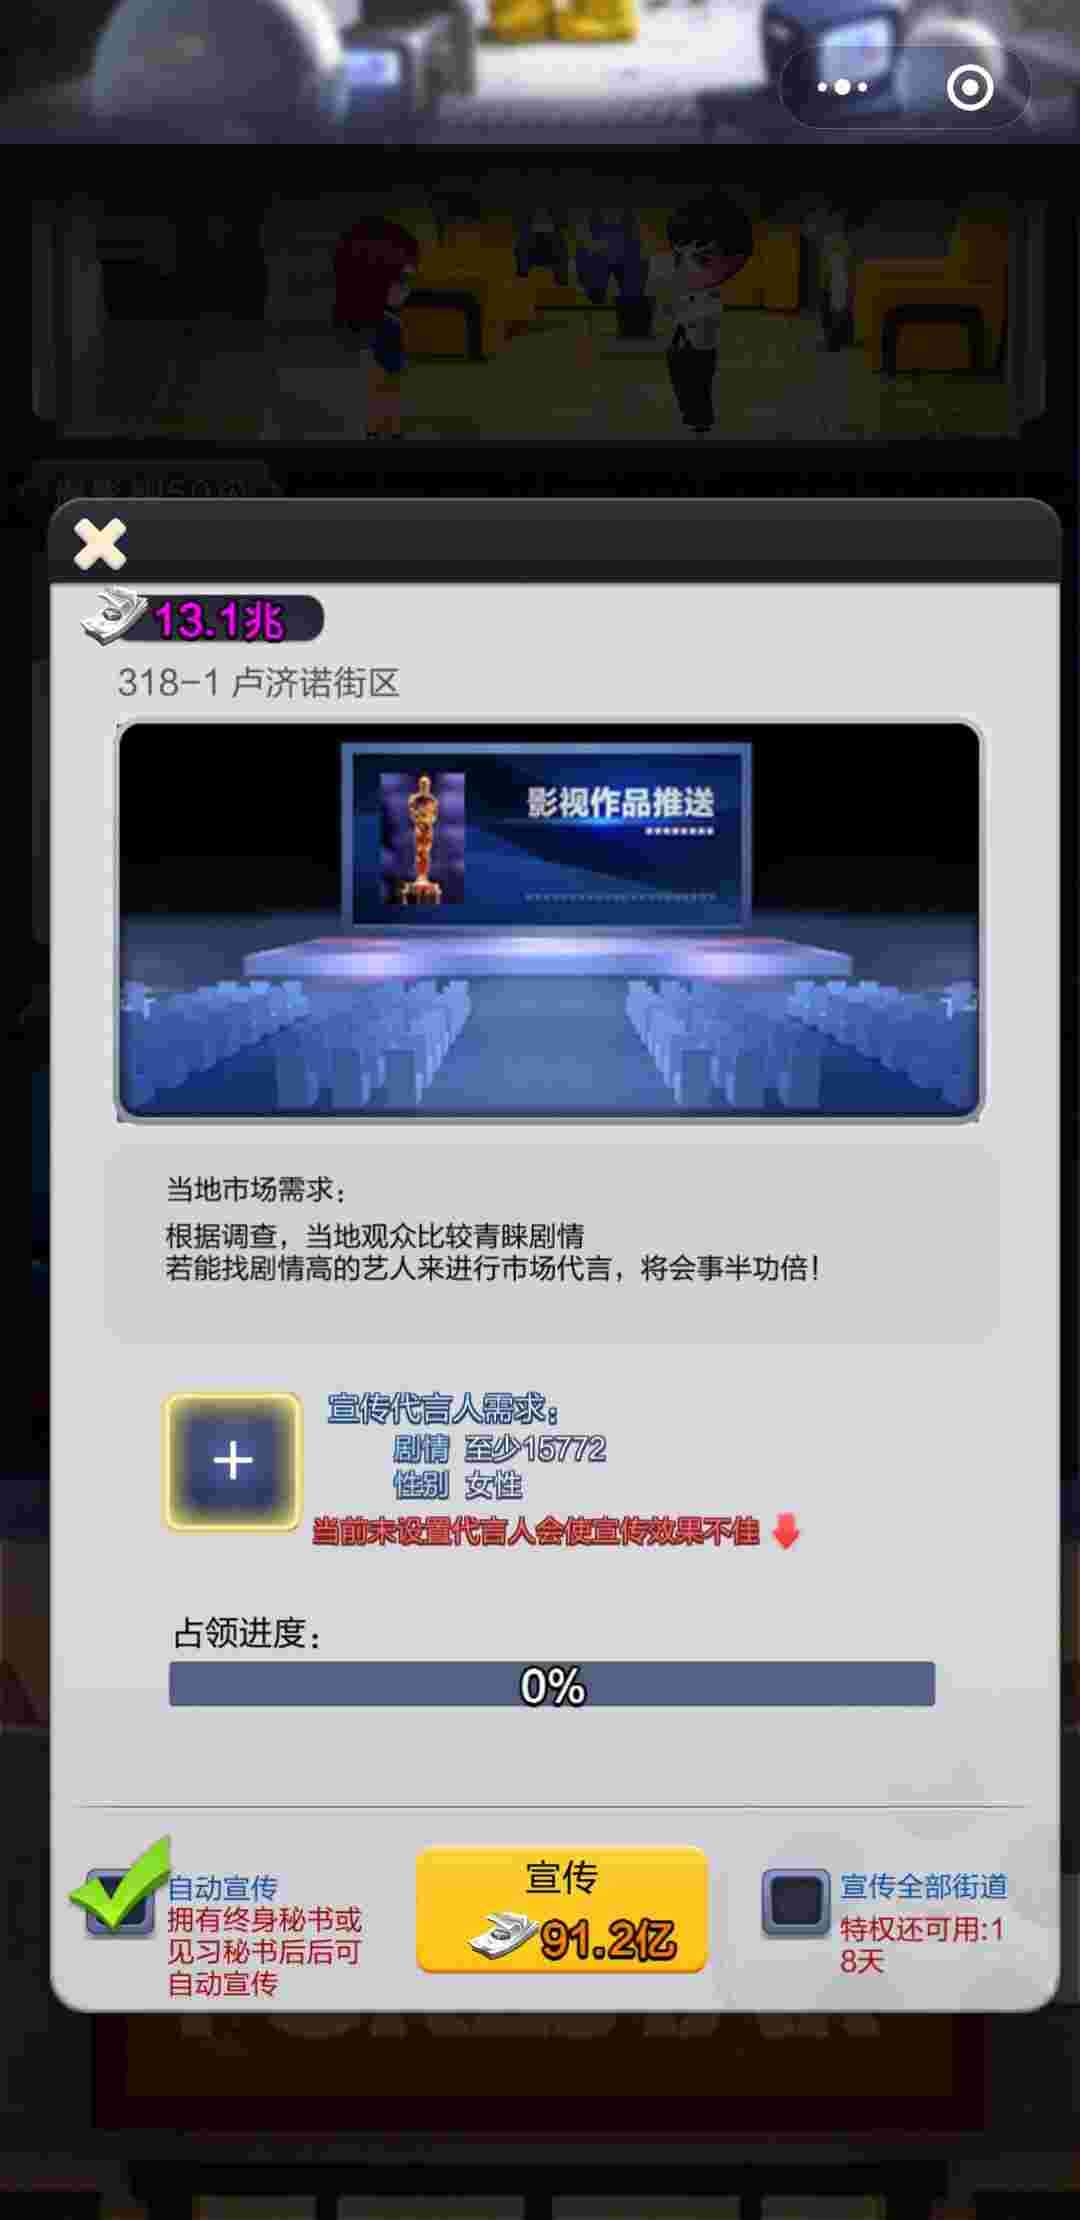 13.1兆
318-1 卢济诺街区
影视作品推送
当地市场需求：
根据调查，当地观众比较青睐剧情
若能找剧情高的艺人来进行市场代言，将会事半功倍！
宣传代言人需求：
剧情 至少15772
性别 女性
当前未设置代言人会使宣传效果不佳
占领进度：
0%
自动宣传
拥有终身秘书或
见习秘书后后可
自动宣传
宣传
91.2亿
宣传全部街道
特权还可用:1
8天